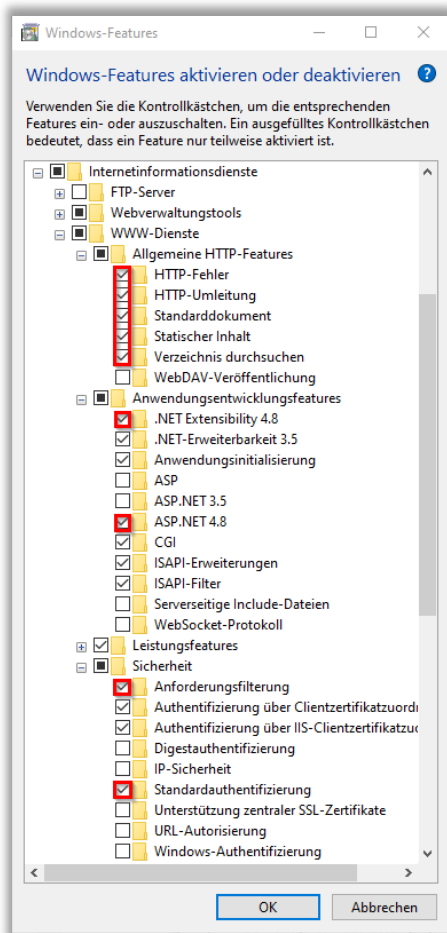 Windows-Features
Windows-Features aktivieren oder deaktivieren
?
Verwenden Sie die Kontrollkästchen, um die entsprechenden
Features ein- oder auszuschalten. Ein ausgefülltes Kontrollkästchen
bedeutet, dass ein Feature nur teilweise aktiviert ist.
Internetinformationsdienste
FTP-Server
Webverwaltungstools
WWW-Dienste
Allgemeine HTTP-Features
HTTP-Fehler
HTTP-Umleitung
Standarddokument
Statischer Inhalt
Verzeichnis durchsuchen
WebDAV-Veröffentlichung
Anwendungsentwicklungsfeatures
.NET Extensibility 4.8
.NET-Erweiterbarkeit 3.5
Anwendungsinitialisierung
ASP
ASP.NET 3.5
ASP.NET 4.8
CGI
ISAPI-Erweiterungen
ISAPI-Filter
Serverseitige Include-Dateien
WebSocket-Protokoll
Leistungsfeatures
Sicherheit
Anforderungsfilterung
Authentifizierung über Clientzertifikatzuord
Authentifizierung über IIS-Clientzertifikatzuo
Digestauthentifizierung
IP-Sicherheit
Standardauthentifizierung
Unterstützung zentraler SSL-Zertifikate
URL-Autorisierung
Windows-Authentifizierung
OK
Abbrechen